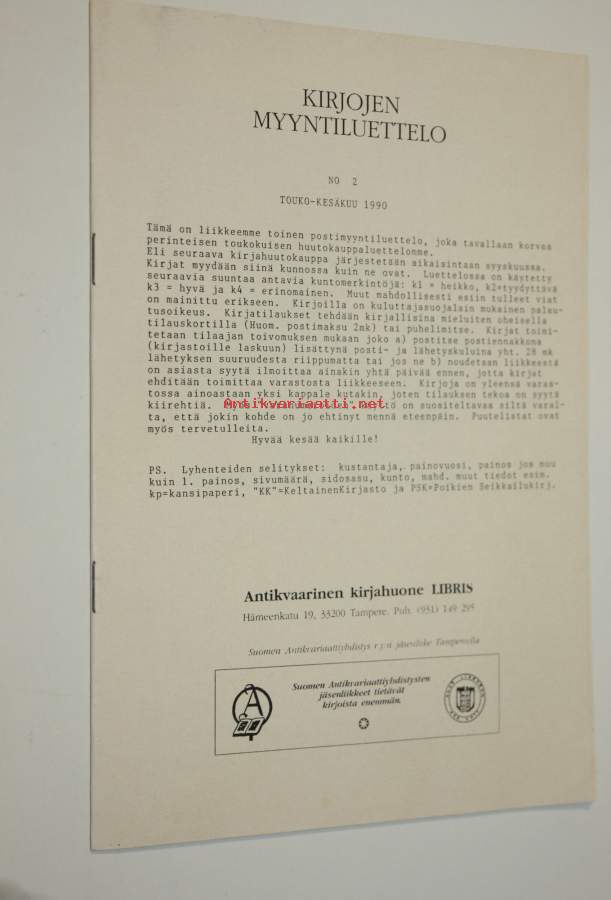 KIRJOJEN
MYYNTILUETTELO
NO 2
TOUKO-KESÄKUU 1990
Tämä on liikkeemme toinen postimyyntiluettelo, joka tavallaan korvaa
perinteisen toukokuisen huutokauppaluettelomme.
Eli seuraava kirjahuutokauppa järjestetään aikaisintaan syyskuussa.
Kirjat myydään siinä kunnossa kuin ne ovat. Luettelossa on käytetty
seuraavia suuntaa antavia kuntomerkintöjä: k1 = heikko, k2=tyydyttävä
k3 = hyvä ja k4 = erinomainen. Muut mahdollisesti esiin tulleet viat
on mainittu erikseen. Kirjoilla on kuluttajasuojalain mukainen palau-
tusoikeus. Kirjatilaukset tehdään kirjallisina mieluiten oheisella
tilauskortilla (Huom. postimaksu 2mk) tai puhelimitse. Kirjat toimi-
tetaan tilaajan toivomuksen mukaan joko a) postitse postiennakkona
(kirjastoille laskuun) lisättynä posti- ja lähetyskuluina yht. 28 mk
lähetyksen suuruudesta riippumatta tai jos ne b) noudetaan liikkeestä
on asiasta syytä ilmoittaa ainakin yhtä päivää ennen, jotta kirjat
ehditään toimittaa varastosta liikkeeseen. Kirjoja on yleensä varas-
tossa ainoastaan yksi kappale kutakin, joten tilauksen tekoa on syytä
kiirehtiä. on suositeltavaa siltä varal-
Antikvariaatti.net
ta, että jokin kohde on jo ehtinyt mennä eteenpäin. Puutelistat ovat
myös tervetulleita.
Hyvää kesää kaikille!
PS. Lyhenteiden selitykset: kustantaja, painovuosi, painos jos muu
kuin 1. painos, sivumäärä, sidosasu, kunto, mahd. muut tiedot esim.
kp=kansipaperi, "KK"=KeltainenKirjasto ja PSK=Poikien Seikkailukirj.
Antikvaarinen kirjahuone LIBRIS
Hämeenkatu 19, 33200 Tampere. Puh. (931) 149 295
Suomen Antikvariaattiyhdistys r.y:n jäsenliike Tampereella
Suomen Antikvariaattiyhdistysten
jäsenliikkeet tietävät
kirjoista enemmän.
A